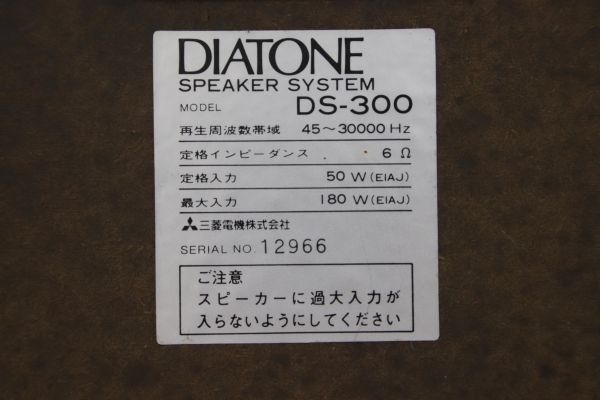 DIATONE
SPEAKER SYSTEM
MODEL DS-300
再生周波数帯域 45～30000 Hz
定格インピーダンス 6 Ω
定格入力 50 W (EIAJ)
最大入力 180 W (EIAJ)
三菱電機株式会社
SERIAL NO. 12966
ご注意
スピーカーに過大入力が
入らないようにしてください